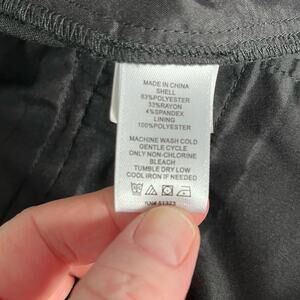 MADE IN CHINA
SHELL
63%POLYESTER
33%RAYON
4%SPANDEX
LINING
100%POLYESTER
MACHINE WASH COLD
GENTLE CYCLE
ONLY NON-CHLORINE
BLEACH
TUMBLE DRY LOW
COOL IRON IF NEEDED